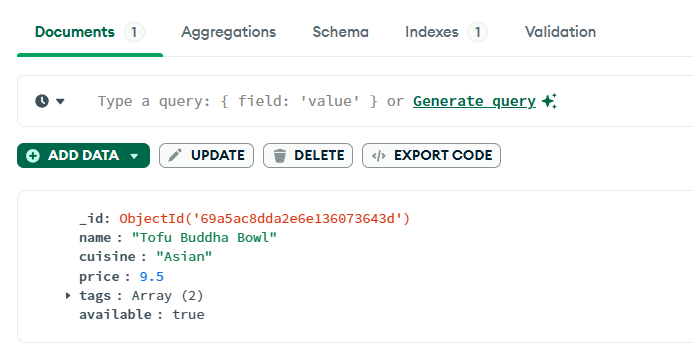 Documents 1 Aggregations Schema Indexes 1 Validation
Type a query: { field: 'value' } or Generate query
ADD DATA UPDATE DELETE EXPORT CODE
_id: ObjectId('69a5ac8dda2e6e136073643d')
name : "Tofu Buddha Bowl"
cuisine : "Asian"
price : 9.5
tags : Array (2)
available : true